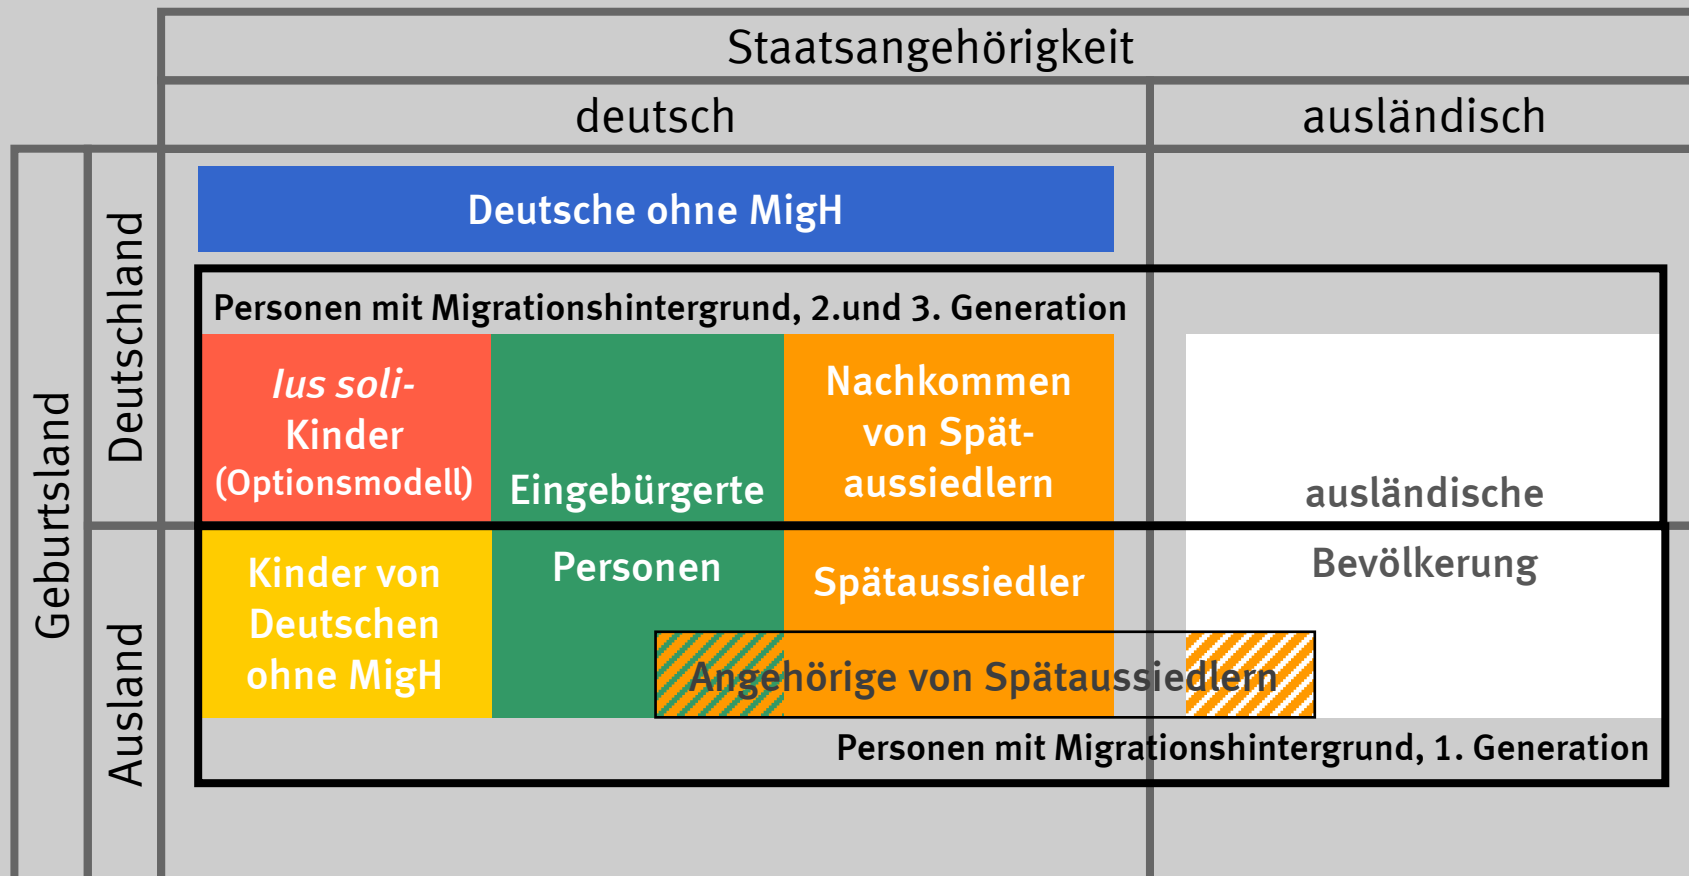 Staatsangehörigkeit
deutsch
ausländisch
Geburtsland
Deutschland
Ausland
Deutsche ohne MigH
Personen mit Migrationshintergrund, 2.und 3. Generation
Ius soli-
Kinder
(Optionsmodell)
Eingebürgerte
Personen
Nachkommen
von Spät-
aussiedlern
ausländische
Bevölkerung
Kinder von
Deutschen
ohne MigH
Spätaussiedler
Angehörige von Spätaussiedlern
Personen mit Migrationshintergrund, 1. Generation